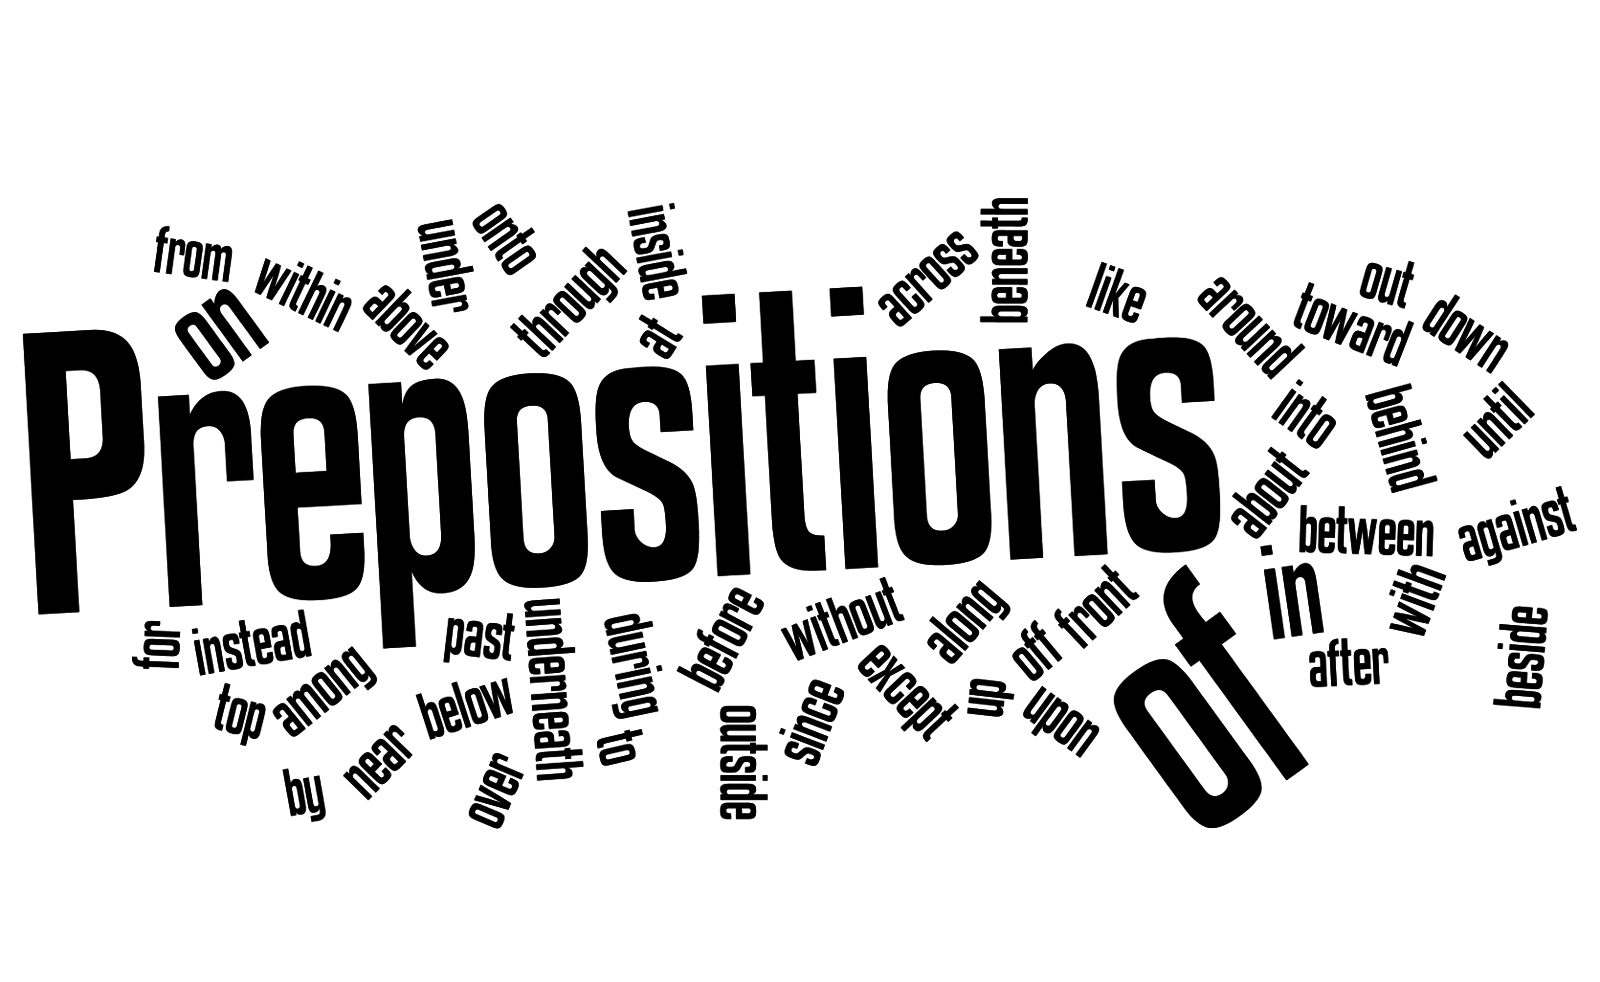 from
within
on
above
under
onto
through
inside
at
across
beneath
like
around
toward
out
down
Prepositions
into
behind
until
about
between
against
in
with
of
after
beside
for
instead
top
among
past
below
by
near
over
underneath
during
to
before
outside
without
since
except
along
up
off
front
upon